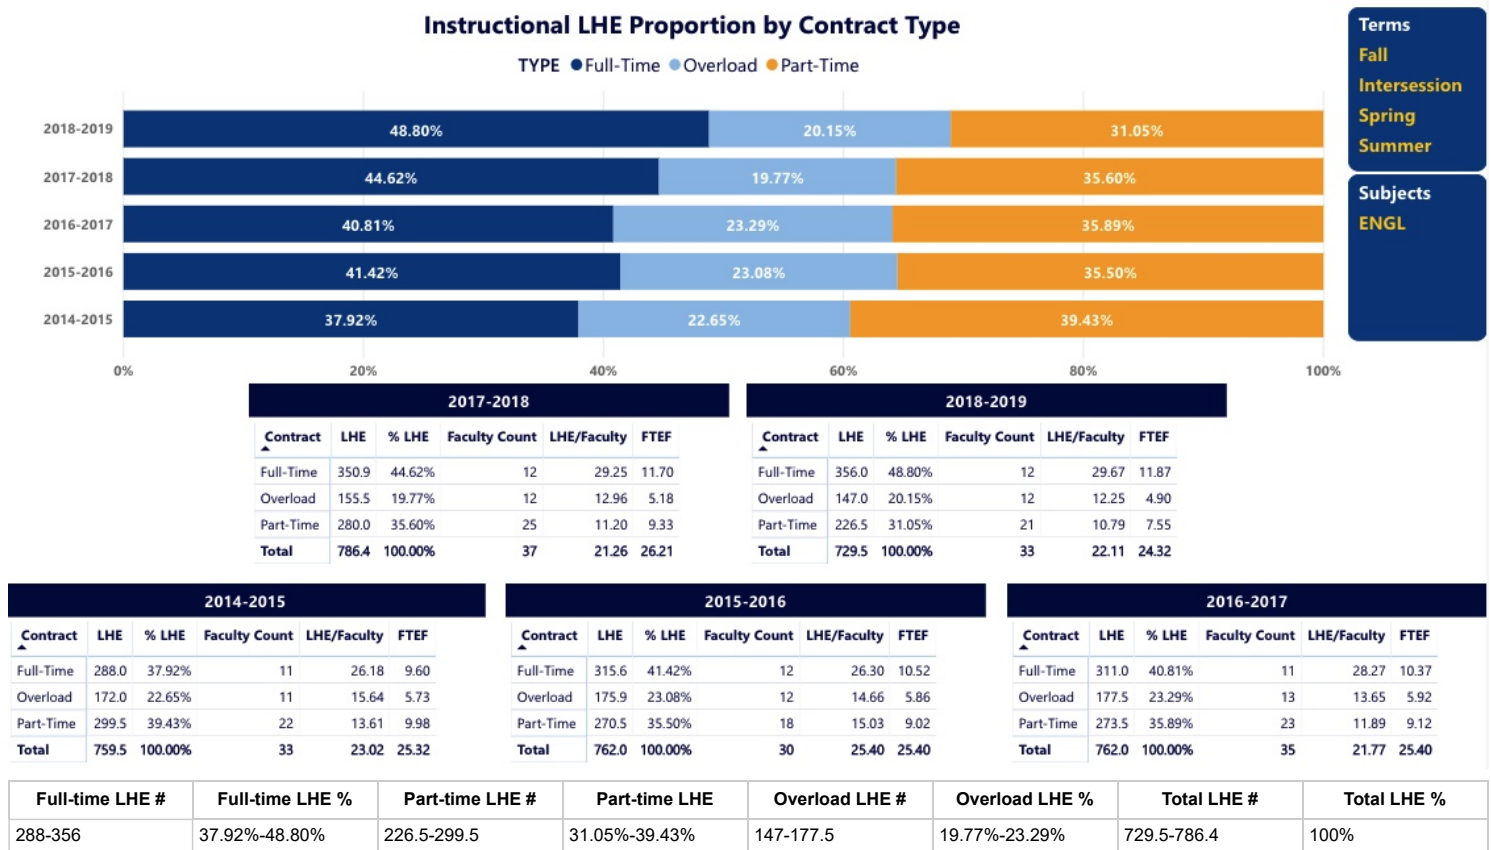 Instructional LHE Proportion by Contract Type
TYPE Full-Time Overload Part-Time
2018-2019 48.80% 20.15% 31.05%
2017-2018 44.62% 19.77% 35.60%
2016-2017 40.81% 23.29% 35.89%
2015-2016 41.42% 23.08% 35.50%
2014-2015 37.92% 22.65% 39.43%
0% 20% 40% 60% 80% 100%
Terms
Fall
Intersession
Spring
Summer
Subjects
ENGL
2017-2018
Contract LHE % LHE Faculty Count LHE/Faculty FTEF
Full-Time 350.9 44.62% 12 29.25 11.70
Overload 155.5 19.77% 12 12.96 5.18
Part-Time 280.0 35.60% 25 11.20 9.33
Total 786.4 100.00% 37 21.26 26.21
2018-2019
Contract LHE % LHE Faculty Count LHE/Faculty FTEF
Full-Time 356.0 48.80% 12 29.67 11.87
Overload 147.0 20.15% 12 12.25 4.90
Part-Time 226.5 31.05% 21 10.79 7.55
Total 729.5 100.00% 33 22.11 24.32
2014-2015
Contract LHE % LHE Faculty Count LHE/Faculty FTEF
Full-Time 288.0 37.92% 11 26.18 9.60
Overload 172.0 22.65% 11 15.64 5.73
Part-Time 299.5 39.43% 22 13.61 9.98
Total 759.5 100.00% 33 23.02 25.32
2015-2016
Contract LHE % LHE Faculty Count LHE/Faculty FTEF
Full-Time 315.6 41.42% 12 26.30 10.52
Overload 175.9 23.08% 12 14.66 5.86
Part-Time 270.5 35.50% 18 15.03 9.02
Total 762.0 100.00% 30 25.40 25.40
2016-2017
Contract LHE % LHE Faculty Count LHE/Faculty FTEF
Full-Time 311.0 40.81% 11 28.27 10.37
Overload 177.5 23.29% 13 13.65 5.92
Part-Time 273.5 35.89% 23 11.89 9.12
Total 762.0 100.00% 35 21.77 25.40
Full-time LHE # Full-time LHE % Part-time LHE # Part-time LHE Overload LHE # Overload LHE % Total LHE # Total LHE %
288-356 37.92%-48.80% 226.5-299.5 31.05%-39.43% 147-177.5 19.77%-23.29% 729.5-786.4 100%